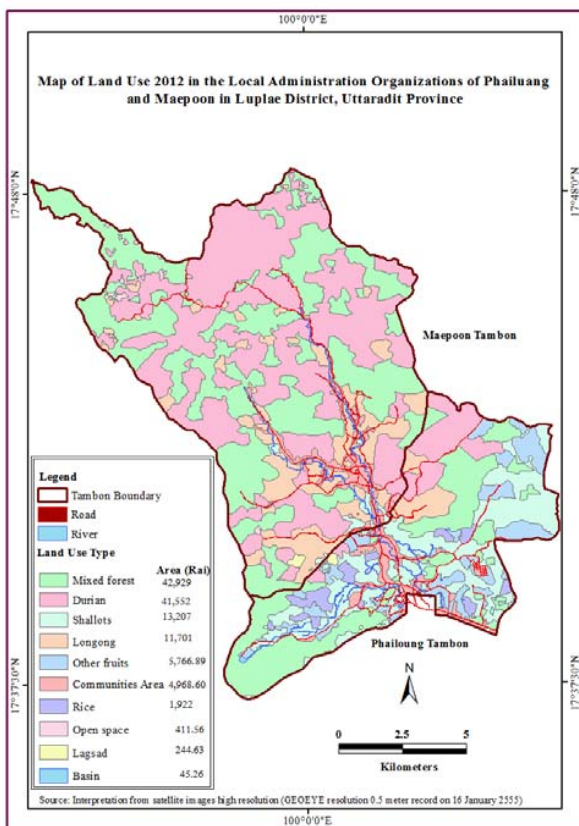 100°0'0"E
Map of Land Use 2012 in the Local Administration Organizations of Phailuang
and Maepoon in Luplae District, Uttaradit Province
17°48'0"N
17°48'0"N
Maepoon Tambon
Legend
Tambon Boundary
Road
River
Land Use Type Area (Rai)
Mixed forest 42,929
Durian 41,552
Shallots 13,207
Longong 11,701
Other fruits 5,766.89
Communities Area 4,968.60
Rice 1,922
Open space 411.56
Lagsad 244.63
Basin 45.26
Phailoung Tambon
N
17°37'30"N
17°37'30"N
0 2.5 5
Kilometers
Source: Interpretation from satellite images high resolution (GEOEYE resolution 0.5 meter record on 16 January 2555)
100°0'0"E